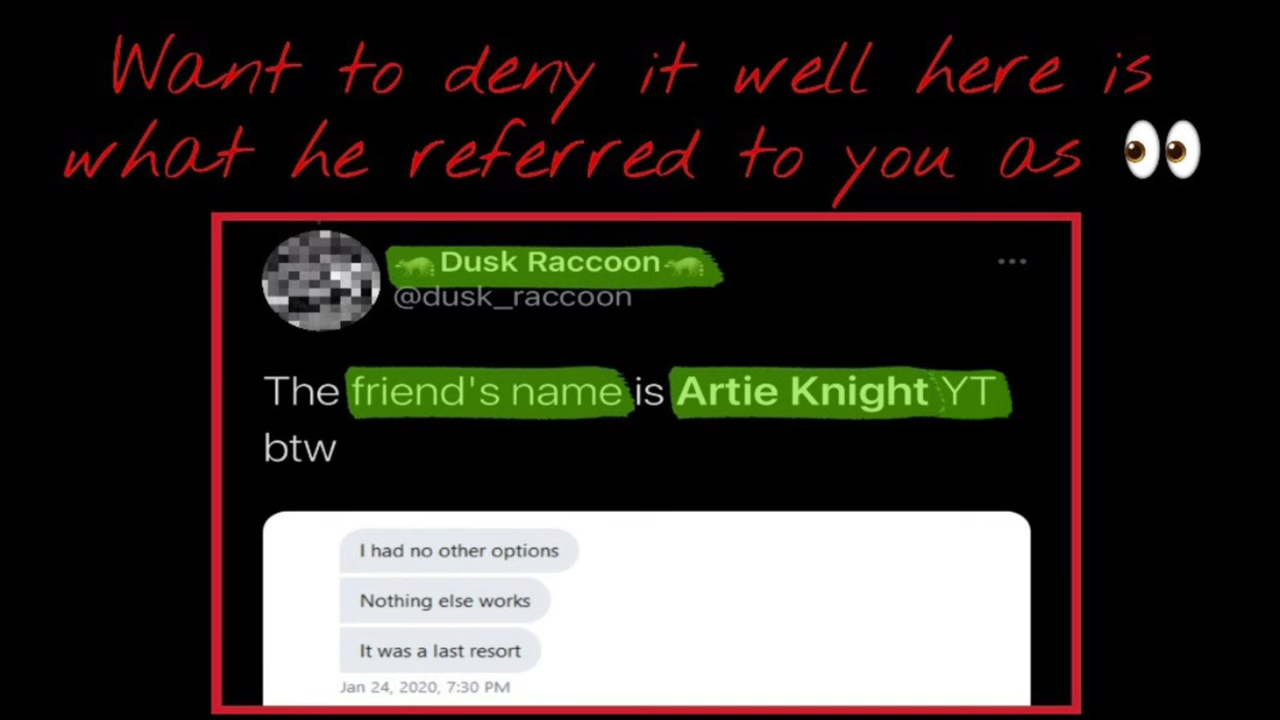 Want to deny it well here is
what he referred to you as 👀
🦝Dusk Raccoon🦝
@dusk_raccoon
The friend's name is Artie Knight YT
btw
I had no other options
Nothing else works
It was a last resort
Jan 24, 2020, 7:30 PM